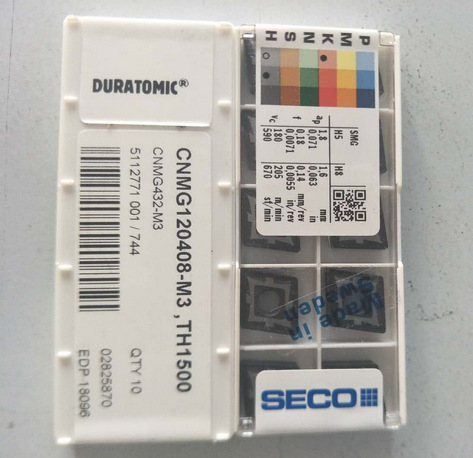 DURATOMIC®
CNMG120408-M3 ,TH1500
CNMG432-M3
QTY 10
5112771 001 / 744
02825870
EDP 18096
P M K N S H
SMG H5 H8
ap 1.8 1.6 mm
0.071 0.063 in
f 0.18 0.14 mm/rev
0.0071 0.0055 in/rev
vc 180 205 m/min
590 670 sf/min
Made in
Sweden
SECO